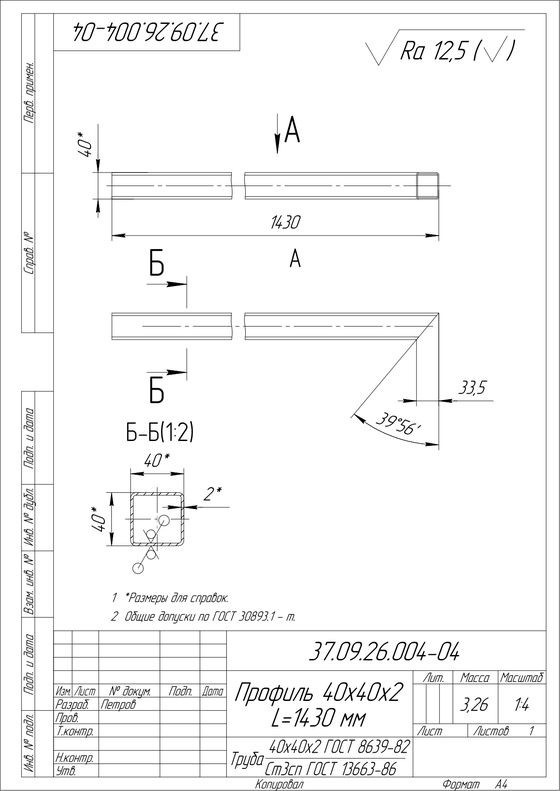 37.09.26.004-04
Ra 12,5 (√)
Перв. примен.
Справ. №
Подп. и дата
Инв. № дубл.
Взам. инв. №
Подп. и дата
Инв. № подл.
А
40*
1430
А
Б
Б
33,5
39°56'
Б-Б(1:2)
40*
2*
40*
1 *Размеры для справок.
2 Общие допуски по ГОСТ 30893.1 - m.
37.09.26.004-04
Изм. Лист № докум. Подп. Дата
Разраб. Петров
Пров.
Т.контр.
Н.контр.
Утв.
Профиль 40х40х2
L=1430 мм
Лит. Масса Масштаб
3,26 1:4
Лист Листов 1
Труба 40х40х2 ГОСТ 8639-82
Ст3сп ГОСТ 13663-86
Копировал Формат А4